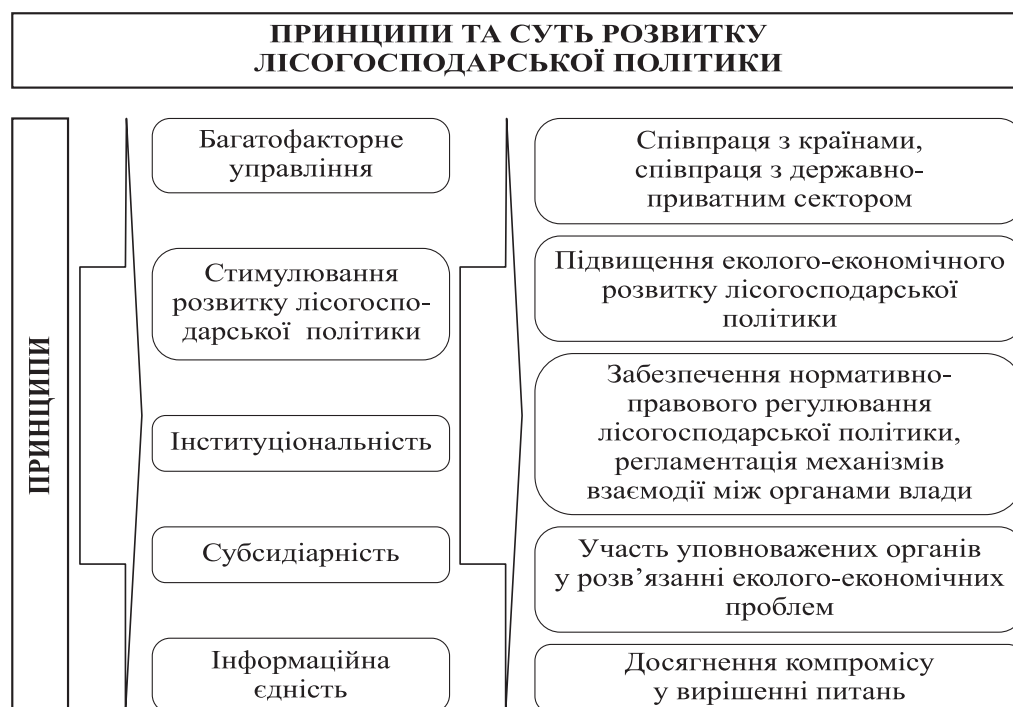 ПРИНЦИПИ ТА СУТЬ РОЗВИТКУ
ЛІСОГОСПОДАРСЬКОЇ ПОЛІТИКИ
ПРИНЦИПИ
Багатофакторне
управління
Співпраця з країнами,
співпраця з державно-
приватним сектором
Стимулювання
розвитку лісогоспо-
дарської політики
Підвищення еколого-економічного
розвитку лісогосподарської
політики
Інституціональність
Забезпечення нормативно-
правового регулювання
лісогосподарської політики,
регламентація механізмів
взаємодії між органами влади
Субсидіарність
Участь уповноважених органів
у розв’язанні еколого-економічних
проблем
Інформаційна
єдність
Досягнення компромісу
у вирішенні питань